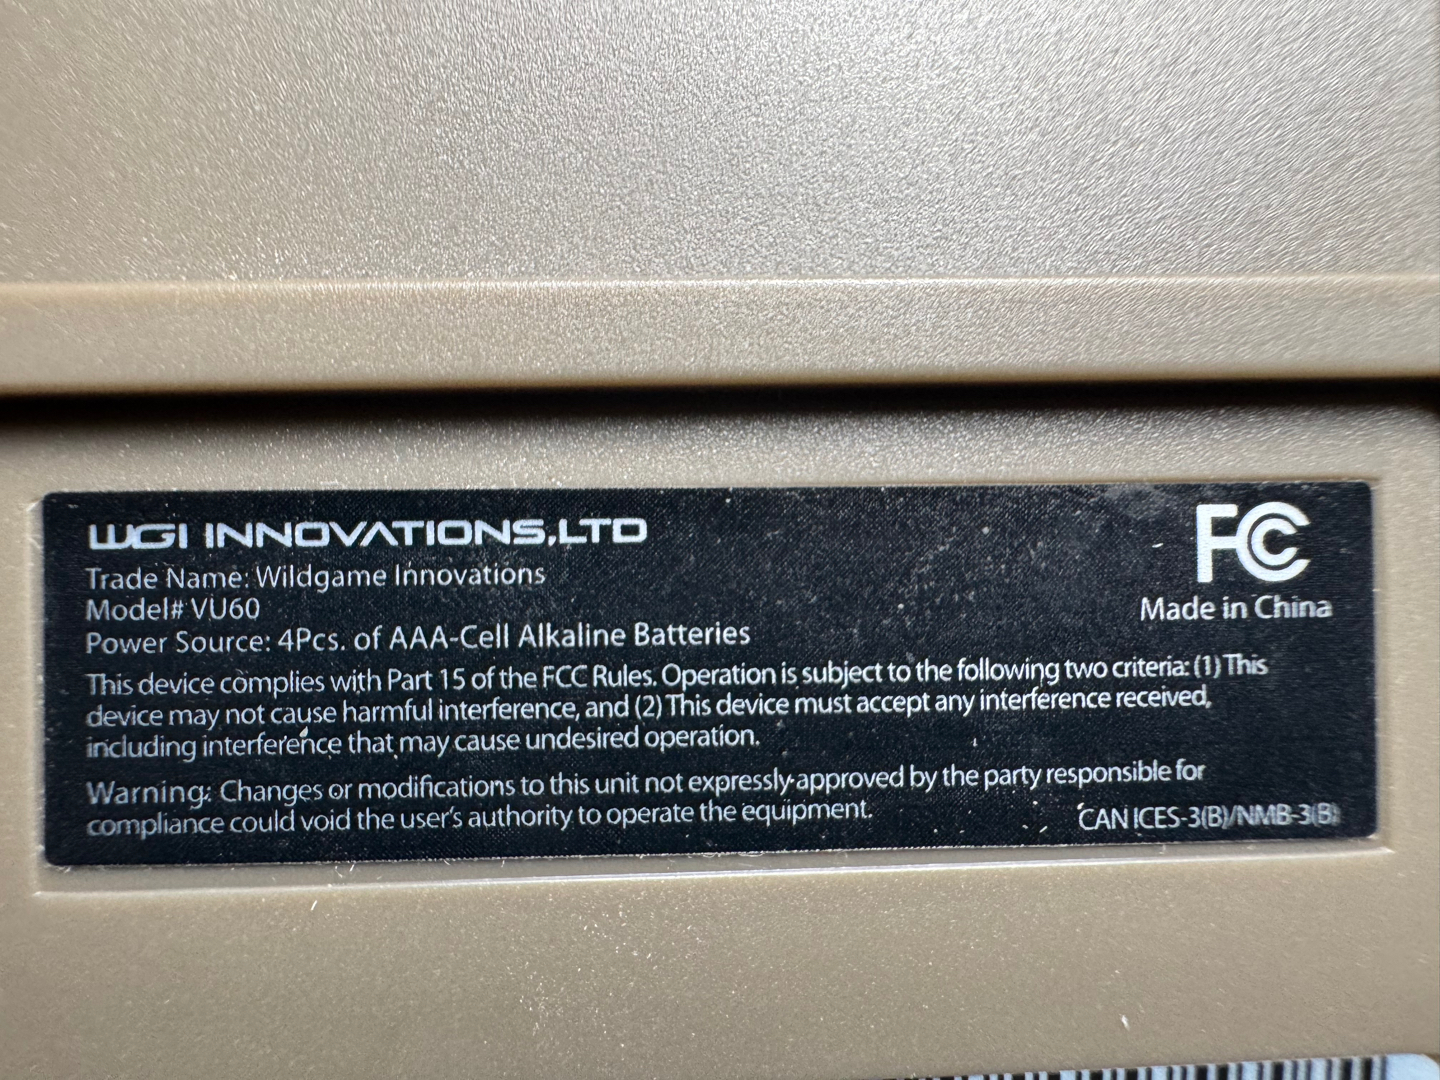 WGI INNOVATIONS,LTD
FC
Trade Name: Wildgame Innovations
Model# VU60
Made in China
Power Source: 4Pcs. of AAA-Cell Alkaline Batteries
This device complies with Part 15 of the FCC Rules. Operation is subject to the following two criteria: (1) This
device may not cause harmful interference, and (2) This device must accept any interference received,
including interference that may cause undesired operation.
Warning: Changes or modifications to this unit not expressly approved by the party responsible for
compliance could void the user's authority to operate the equipment.
CAN ICES-3(B)/NMB-3(B)